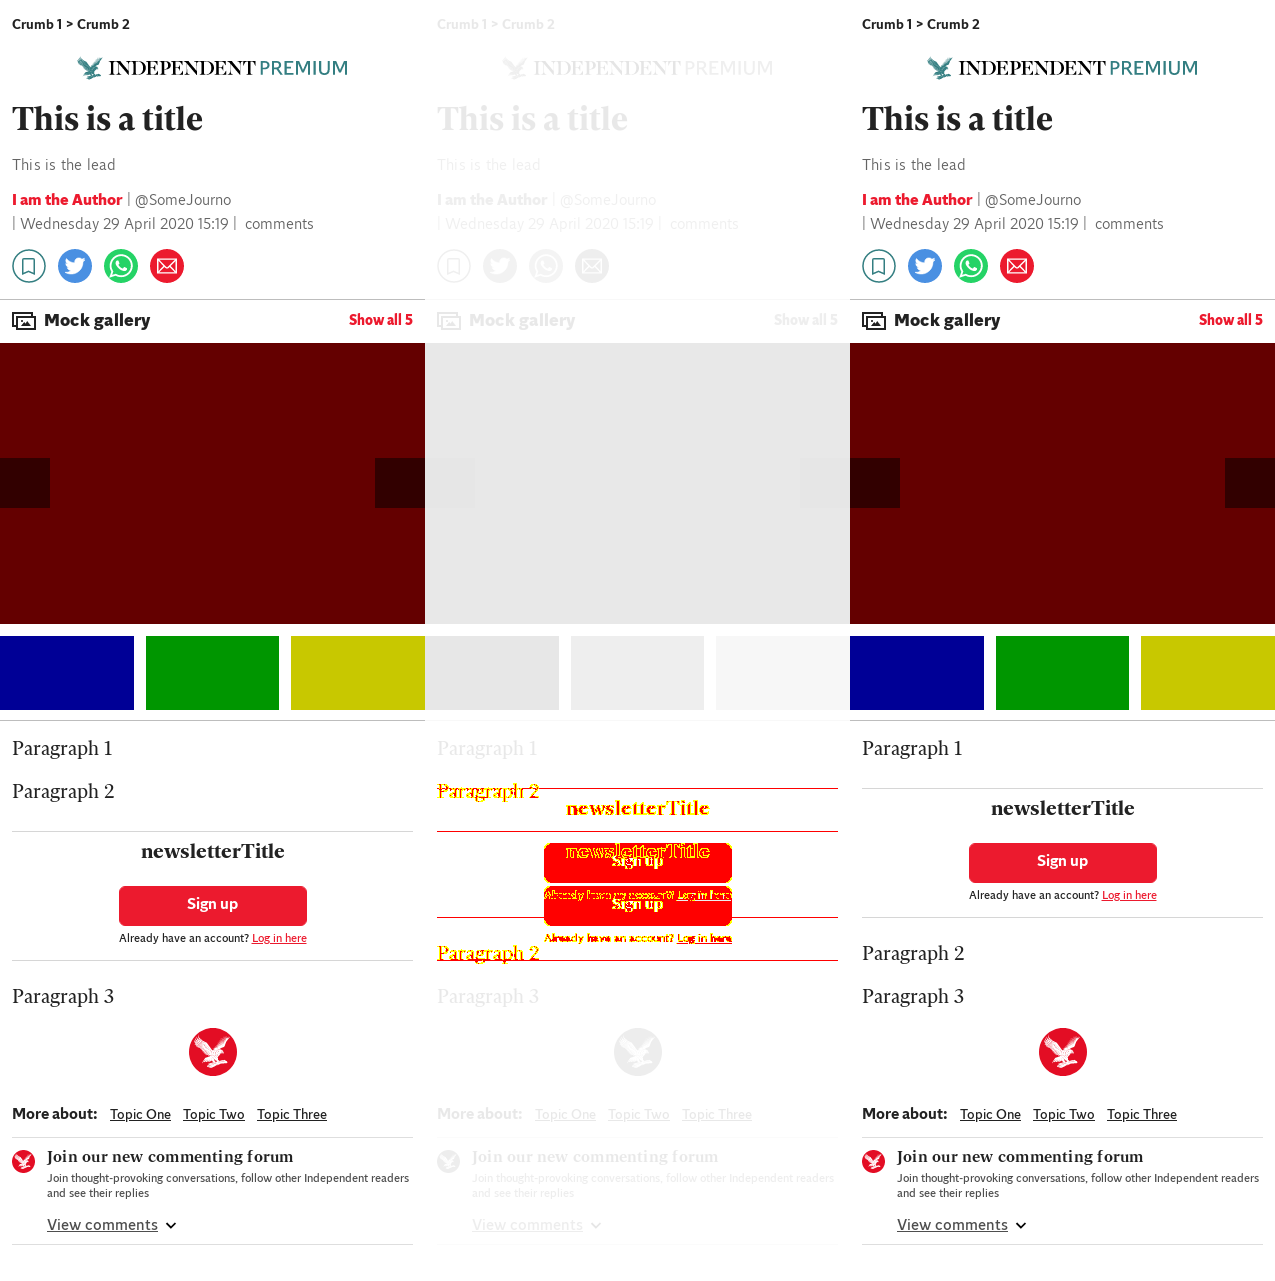 Crumb 1 > Crumb 2
INDEPENDENT PREMIUM
This is a title
This is the lead
I am the Author | @SomeJourno
| Wednesday 29 April 2020 15:19 | comments
Mock gallery Show all 5
Paragraph 1
Paragraph 2
newsletterTitle
Sign up
Already have an account? Log in here
Paragraph 3
More about: Topic One Topic Two Topic Three
Join our new commenting forum
Join thought-provoking conversations, follow other Independent readers
and see their replies
View comments
Crumb 1 > Crumb 2
INDEPENDENT PREMIUM
This is a title
This is the lead
I am the Author | @SomeJourno
| Wednesday 29 April 2020 15:19 | comments
Mock gallery Show all 5
Paragraph 1
Paragraph 2
newsletterTitle
newsletterTitle
Sign up
Already have an account? Log in here
Sign up
Already have an account? Log in here
Paragraph 2
Paragraph 3
More about: Topic One Topic Two Topic Three
Join our new commenting forum
Join thought-provoking conversations, follow other Independent readers
and see their replies
View comments
Crumb 1 > Crumb 2
INDEPENDENT PREMIUM
This is a title
This is the lead
I am the Author | @SomeJourno
| Wednesday 29 April 2020 15:19 | comments
Mock gallery Show all 5
Paragraph 1
newsletterTitle
Sign up
Already have an account? Log in here
Paragraph 2
Paragraph 3
More about: Topic One Topic Two Topic Three
Join our new commenting forum
Join thought-provoking conversations, follow other Independent readers
and see their replies
View comments